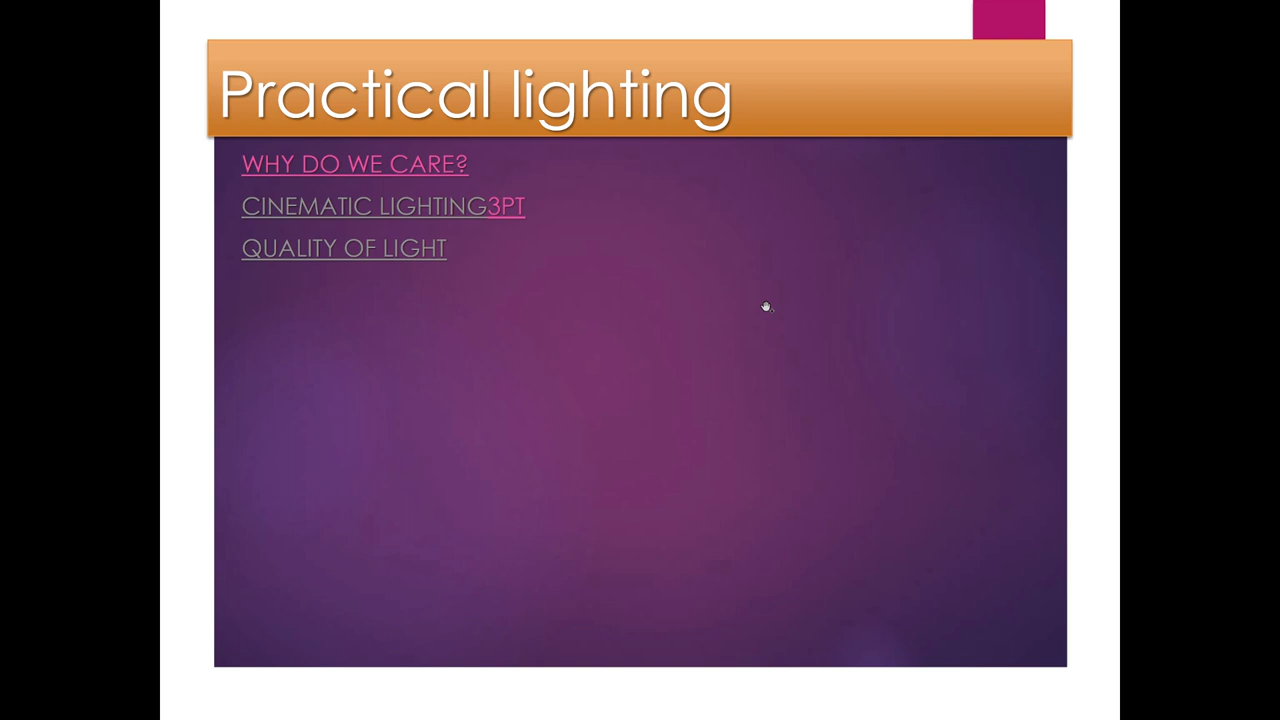 Practical lighting
WHY DO WE CARE?
CINEMATIC LIGHTING3PT
QUALITY OF LIGHT